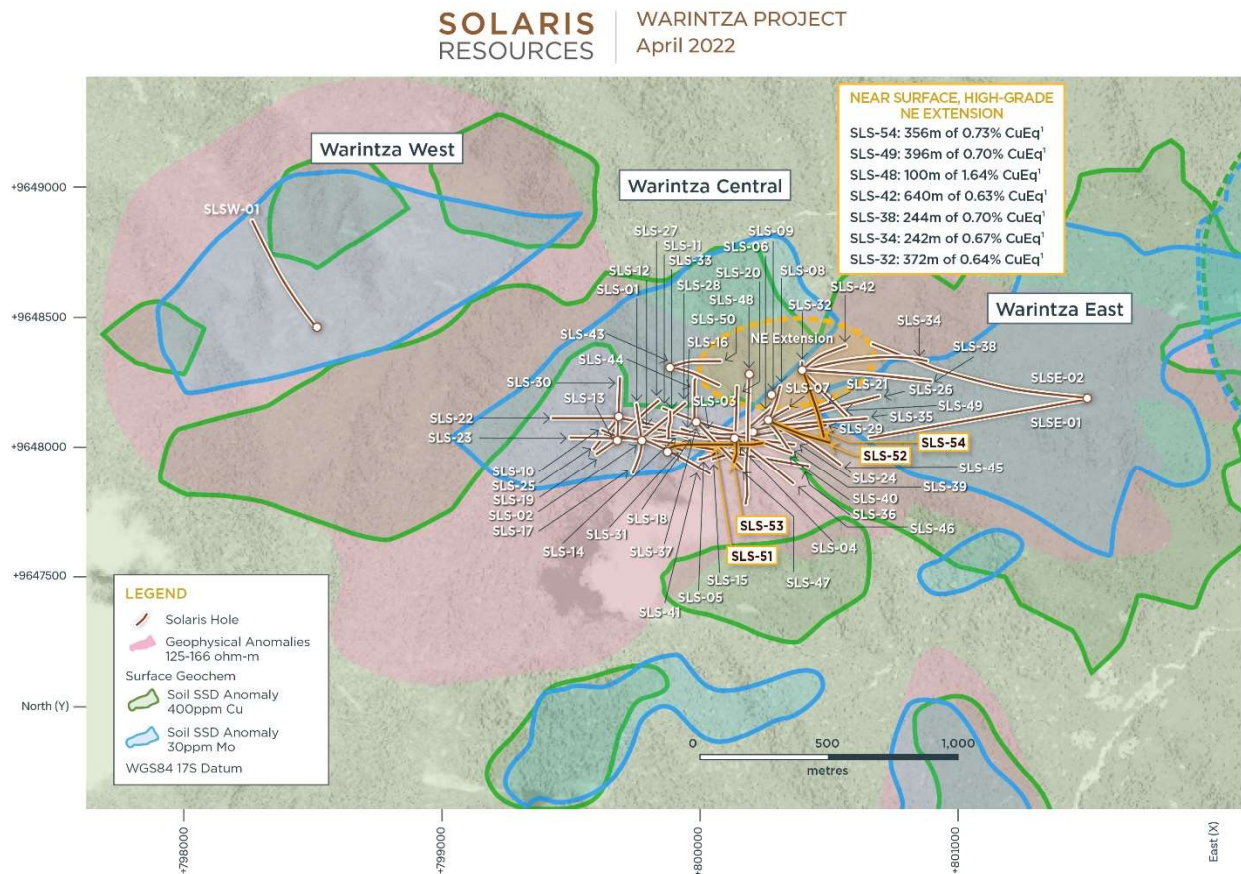 SOLARIS
RESOURCES
WARINTZA PROJECT
April 2022
NEAR SURFACE, HIGH-GRADE
NE EXTENSION
SLS-54: 356m of 0.73% CuEq¹
SLS-49: 396m of 0.70% CuEq¹
SLS-48: 100m of 1.64% CuEq¹
SLS-42: 640m of 0.63% CuEq¹
SLS-38: 244m of 0.70% CuEq¹
SLS-34: 242m of 0.67% CuEq¹
SLS-32: 372m of 0.64% CuEq¹
Warintza West
Warintza Central
Warintza East
+9649000
+9648500
+9648000
+9647500
North (Y)
SLSW-01
SLS-27
SLS-11
SLS-33
SLS-12
SLS-28
SLS-01
SLS-09
SLS-06
SLS-20
SLS-08
SLS-48
SLS-32
SLS-42
SLS-50
SLS-43
SLS-16
NE Extension
SLS-34
SLS-44
SLS-38
SLS-30
SLS-13
SLS-03
SLS-07
SLS-21
SLS-26
SLSE-02
SLS-22
SLS-49
SLS-35
SLSE-01
SLS-23
SLS-29
SLS-54
SLS-52
SLS-10
SLS-45
SLS-25
SLS-24
SLS-39
SLS-19
SLS-40
SLS-02
SLS-18
SLS-36
SLS-17
SLS-31
SLS-53
SLS-46
SLS-14
SLS-37
SLS-51
SLS-04
SLS-15
SLS-47
SLS-05
SLS-41
LEGEND
Solaris Hole
Geophysical Anomalies
125-166 ohm-m
Surface Geochem
Soil SSD Anomaly
400ppm Cu
Soil SSD Anomaly
30ppm Mo
WGS84 17S Datum
0 500 1,000
metres
+798000
+799000
+800000
+801000
East (X)